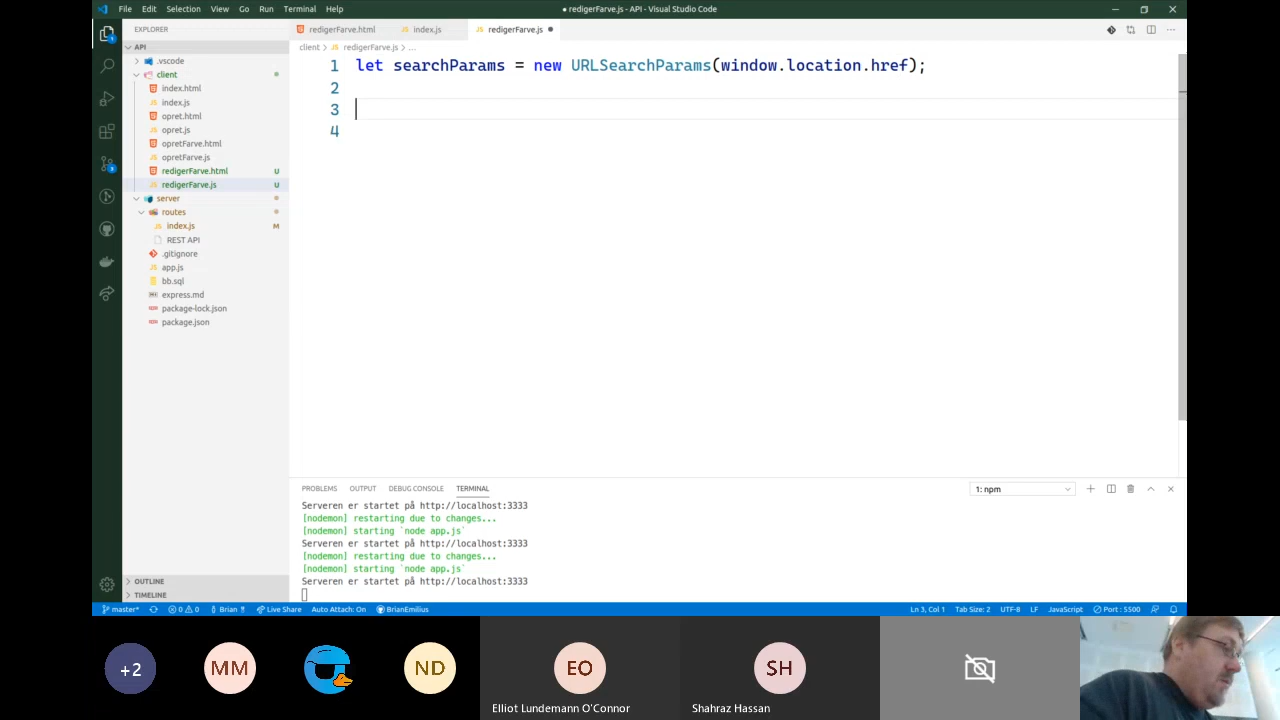 File Edit Selection View Go Run Terminal Help
● redigerFarve.js - API - Visual Studio Code
EXPLORER
API
.vscode
client
index.html
index.js
opret.html
opret.js
opretFarve.html
opretFarve.js
redigerFarve.html U
redigerFarve.js U
server
routes
index.js M
REST API
.gitignore
app.js
bb.sql
express.md
package-lock.json
package.json
OUTLINE
TIMELINE
redigerFarve.html index.js redigerFarve.js ●
client > redigerFarve.js > ...
1 let searchParams = new URLSearchParams(window.location.href);
2
3
4
PROBLEMS OUTPUT DEBUG CONSOLE TERMINAL
1: npm
Serveren er startet på http://localhost:3333
[nodemon] restarting due to changes...
[nodemon] starting `node app.js`
Serveren er startet på http://localhost:3333
[nodemon] restarting due to changes...
[nodemon] starting `node app.js`
Serveren er startet på http://localhost:3333
master* 0 0 Brian Live Share Auto Attach: On BrianEmilius
Ln 3, Col 1 Tab Size: 2 UTF-8 LF JavaScript Port : 5500
+2 MM ND EO SH
Elliot Lundemann O'Connor
Shahraz Hassan